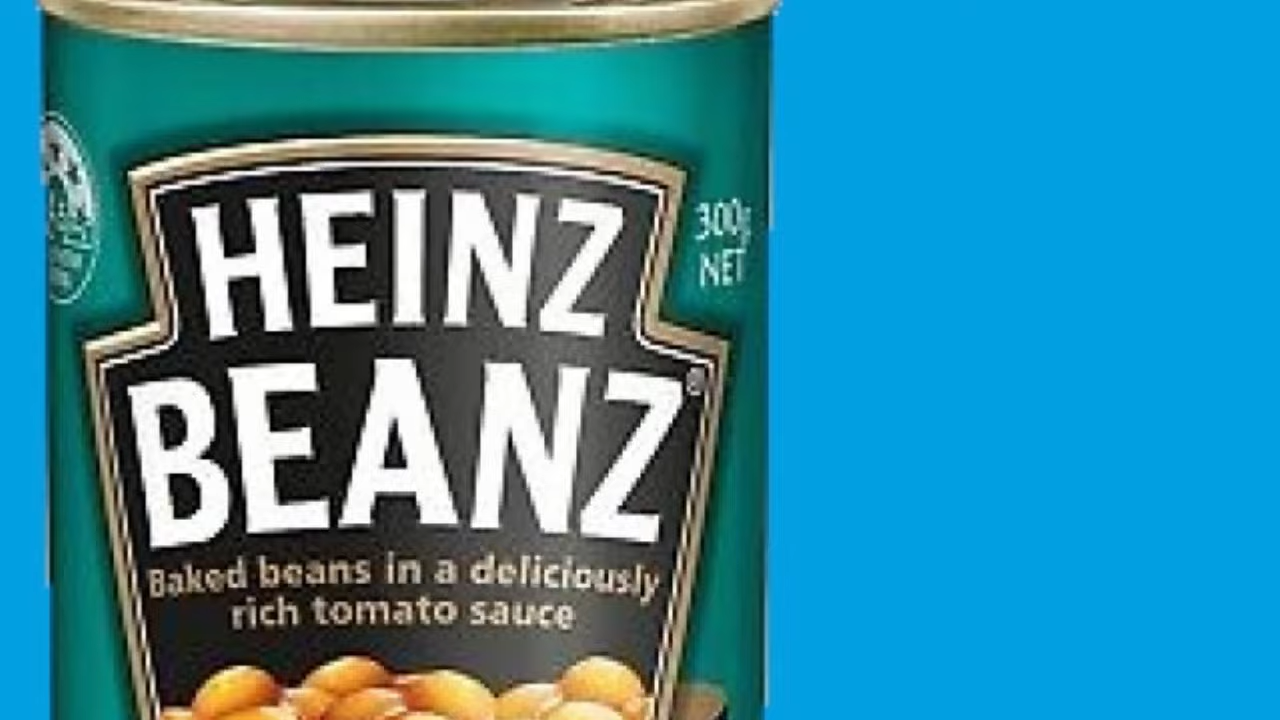 HEINZ
BEANZ®
Baked beans in a deliciously
rich tomato sauce
300g
NET